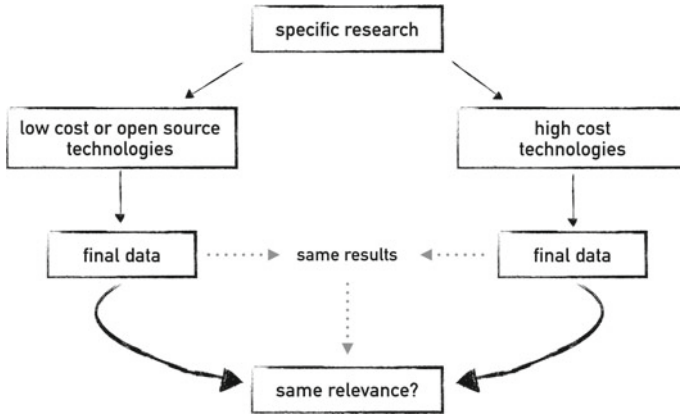 specific research
low cost or open source
technologies
high cost
technologies
final data
same results
final data
same relevance?